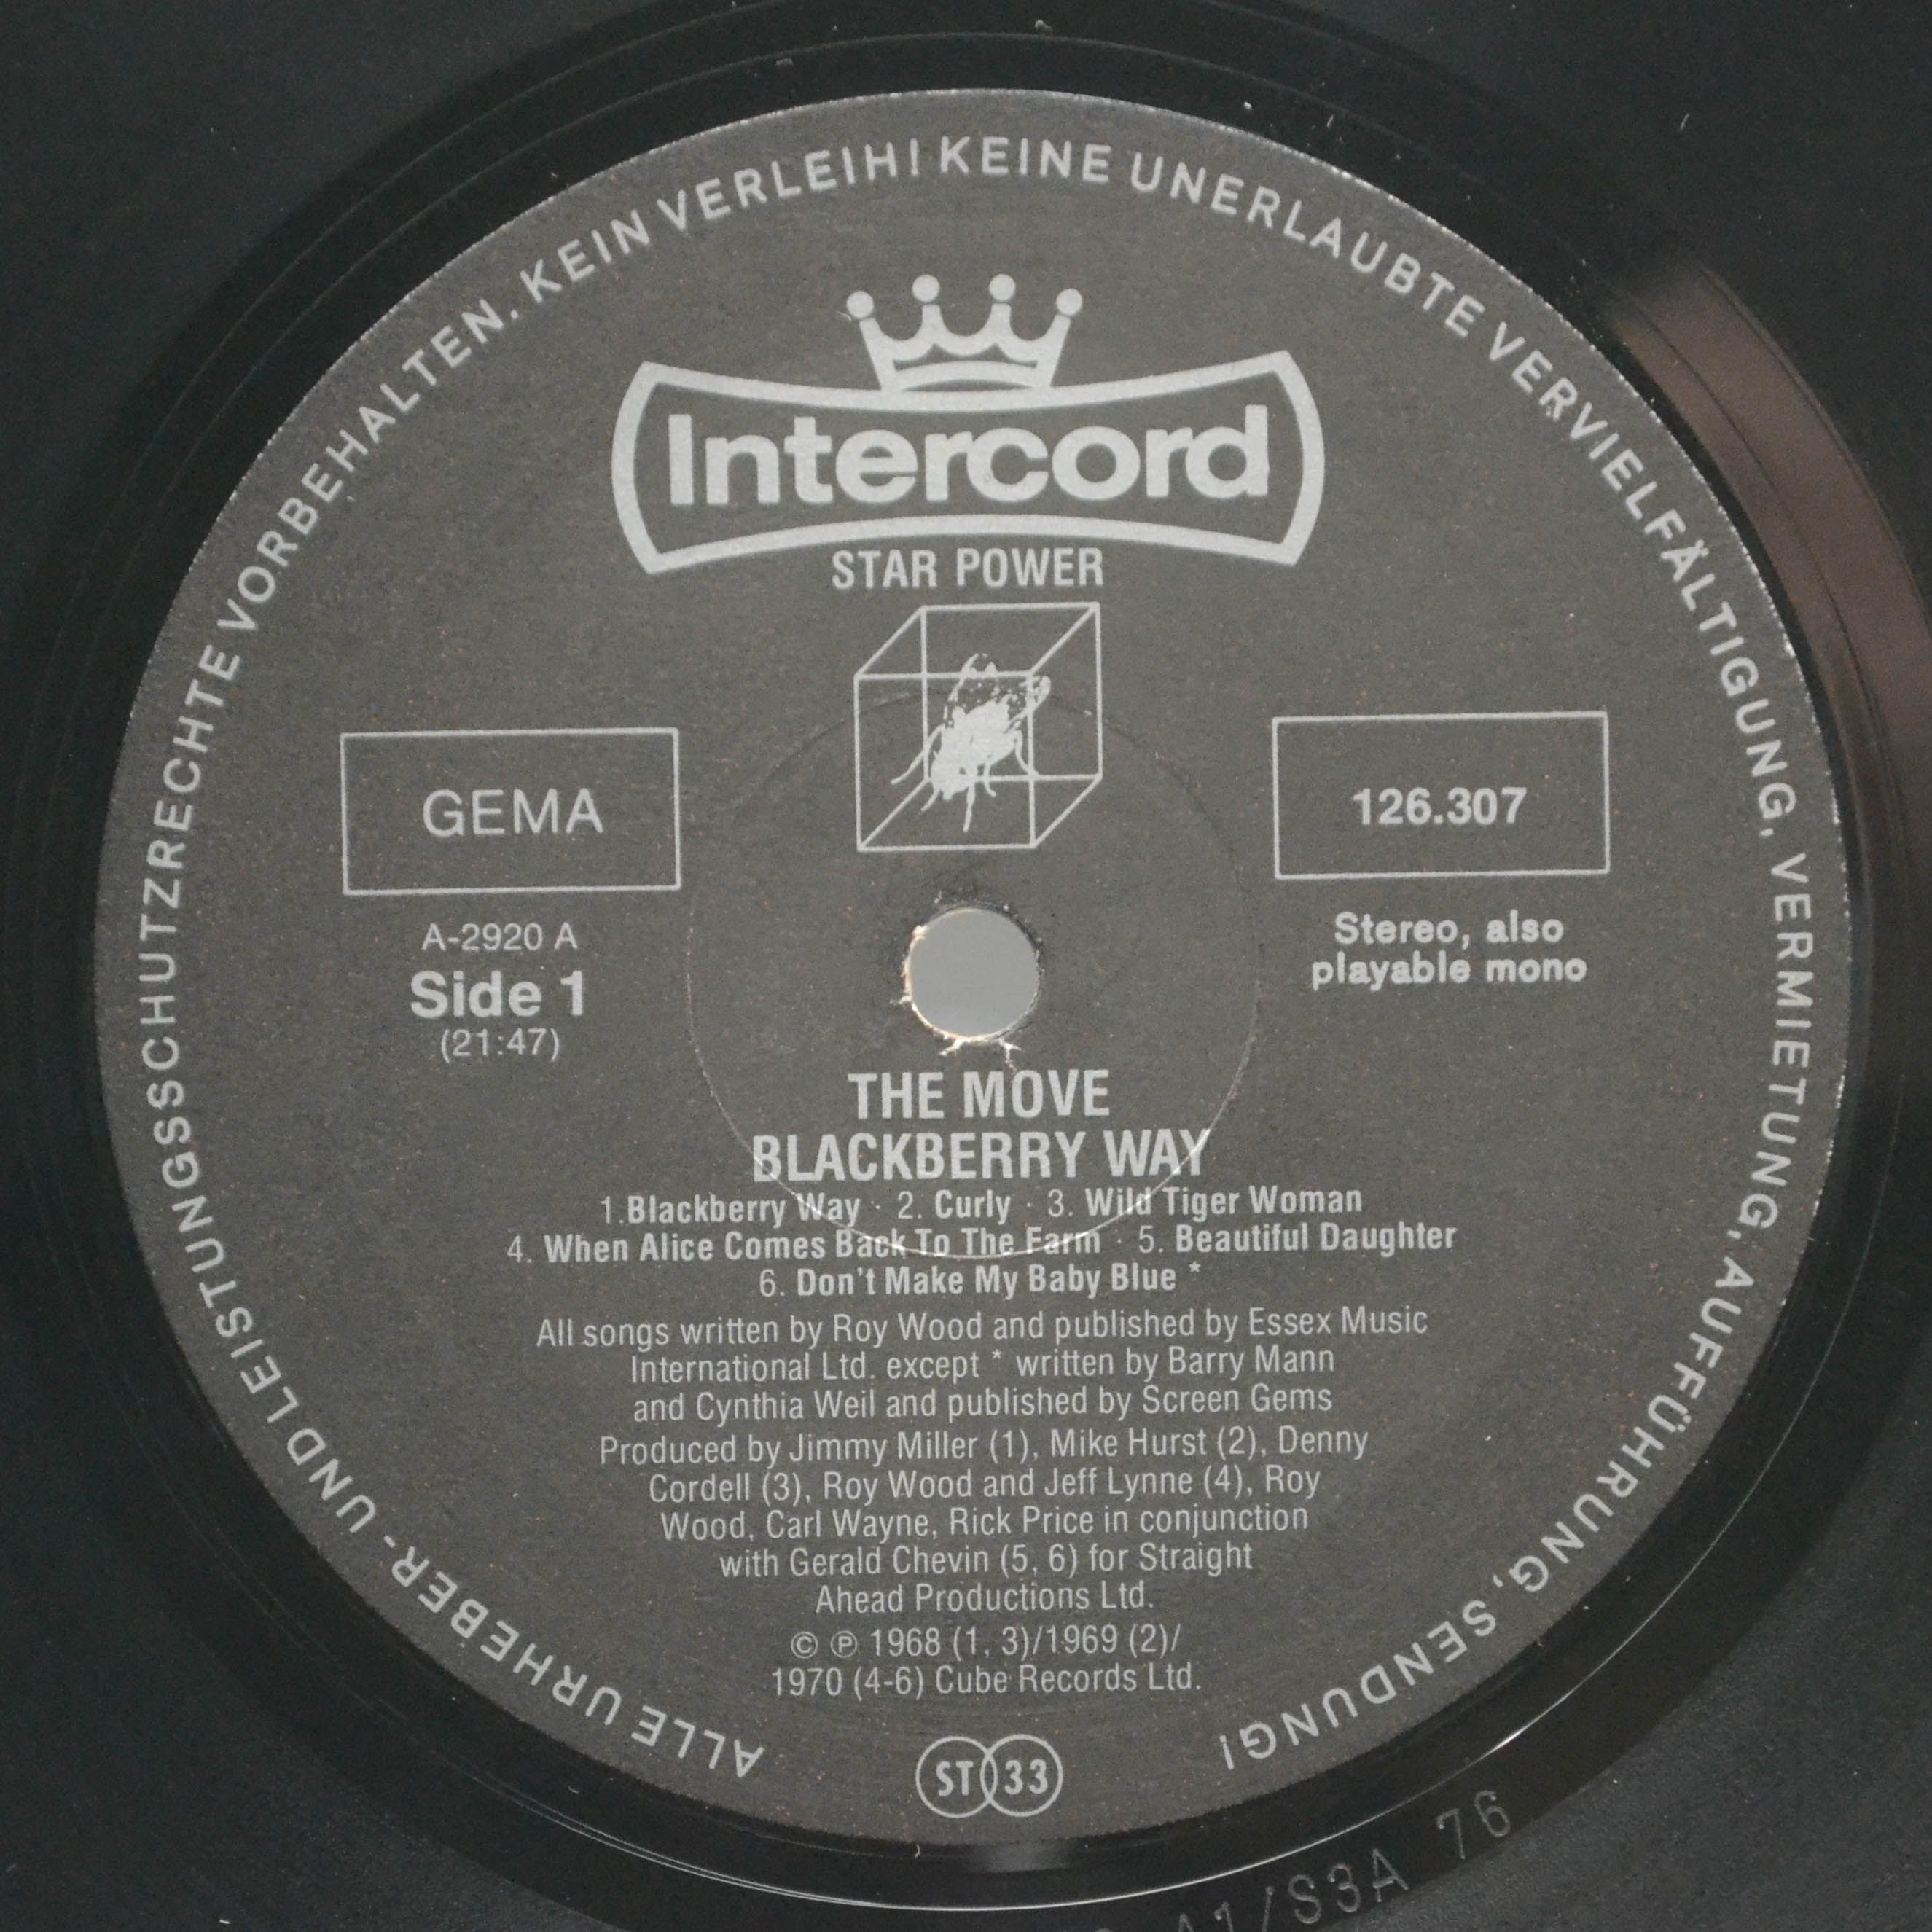 ALLE URHEBER- UND LEISTUNGSSCHUTZRECHTE VORBEHALTEN. KEIN VERLEIH! KEINE UNERLAUBTE VERVIELFÄLTIGUNG, VERMIETUNG, AUFFÜHRUNG, SENDUNG!
Intercord
STAR POWER
GEMA
126.307
A-2920 A
Side 1
(21:47)
Stereo, also
playable mono
THE MOVE
BLACKBERRY WAY
1.Blackberry Way · 2. Curly · 3. Wild Tiger Woman
4. When Alice Comes Back To The Farm · 5. Beautiful Daughter
6. Don't Make My Baby Blue *
All songs written by Roy Wood and published by Essex Music
International Ltd. except * written by Barry Mann
and Cynthia Weil and published by Screen Gems
Produced by Jimmy Miller (1), Mike Hurst (2), Denny
Cordell (3), Roy Wood and Jeff Lynne (4), Roy
Wood, Carl Wayne, Rick Price in conjunction
with Gerald Chevin (5, 6) for Straight
Ahead Productions Ltd.
© ℗ 1968 (1, 3)/1969 (2)/
1970 (4-6) Cube Records Ltd.
ST 33
A1/S3A 76